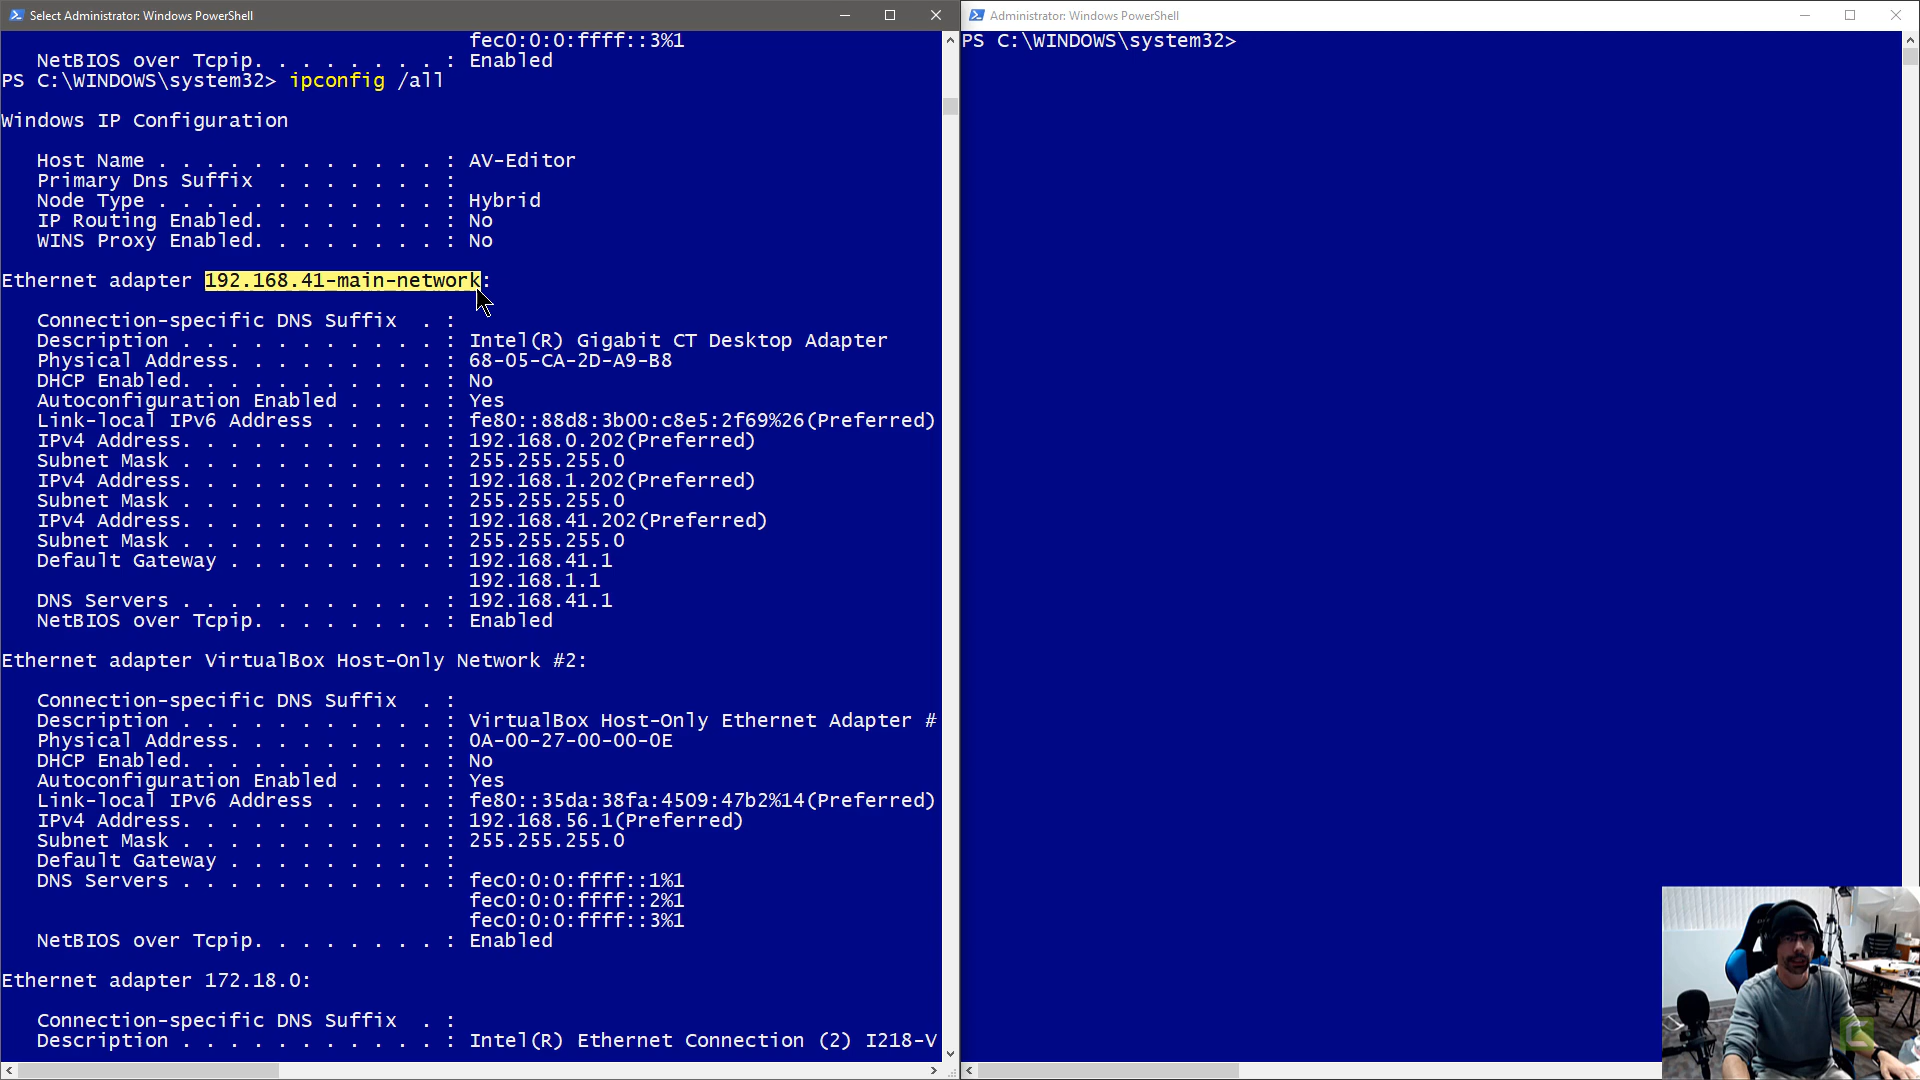 Select Administrator: Windows PowerShell
fec0:0:0:ffff::3%1
NetBIOS over Tcpip. . . . . . . . : Enabled
PS C:\WINDOWS\system32> ipconfig /all
Windows IP Configuration
Host Name . . . . . . . . . . . . : AV-Editor
Primary Dns Suffix  . . . . . . . :
Node Type . . . . . . . . . . . . : Hybrid
IP Routing Enabled. . . . . . . . : No
WINS Proxy Enabled. . . . . . . . : No
Ethernet adapter 192.168.41-main-network:
Connection-specific DNS Suffix  . :
Description . . . . . . . . . . . : Intel(R) Gigabit CT Desktop Adapter
Physical Address. . . . . . . . . : 68-05-CA-2D-A9-B8
DHCP Enabled. . . . . . . . . . . : No
Autoconfiguration Enabled . . . . : Yes
Link-local IPv6 Address . . . . . : fe80::88d8:3b00:c8e5:2f69%26(Preferred)
IPv4 Address. . . . . . . . . . . : 192.168.0.202(Preferred)
Subnet Mask . . . . . . . . . . . : 255.255.255.0
IPv4 Address. . . . . . . . . . . : 192.168.1.202(Preferred)
Subnet Mask . . . . . . . . . . . : 255.255.255.0
IPv4 Address. . . . . . . . . . . : 192.168.41.202(Preferred)
Subnet Mask . . . . . . . . . . . : 255.255.255.0
Default Gateway . . . . . . . . . : 192.168.41.1
192.168.1.1
DNS Servers . . . . . . . . . . . : 192.168.41.1
NetBIOS over Tcpip. . . . . . . . : Enabled
Ethernet adapter VirtualBox Host-Only Network #2:
Connection-specific DNS Suffix  . :
Description . . . . . . . . . . . : VirtualBox Host-Only Ethernet Adapter #
Physical Address. . . . . . . . . : 0A-00-27-00-00-0E
DHCP Enabled. . . . . . . . . . . : No
Autoconfiguration Enabled . . . . : Yes
Link-local IPv6 Address . . . . . : fe80::35da:38fa:4509:47b2%14(Preferred)
IPv4 Address. . . . . . . . . . . : 192.168.56.1(Preferred)
Subnet Mask . . . . . . . . . . . : 255.255.255.0
Default Gateway . . . . . . . . . :
DNS Servers . . . . . . . . . . . : fec0:0:0:ffff::1%1
fec0:0:0:ffff::2%1
fec0:0:0:ffff::3%1
NetBIOS over Tcpip. . . . . . . . : Enabled
Ethernet adapter 172.18.0:
Connection-specific DNS Suffix  . :
Description . . . . . . . . . . . : Intel(R) Ethernet Connection (2) I218-V
Administrator: Windows PowerShell
PS C:\WINDOWS\system32>